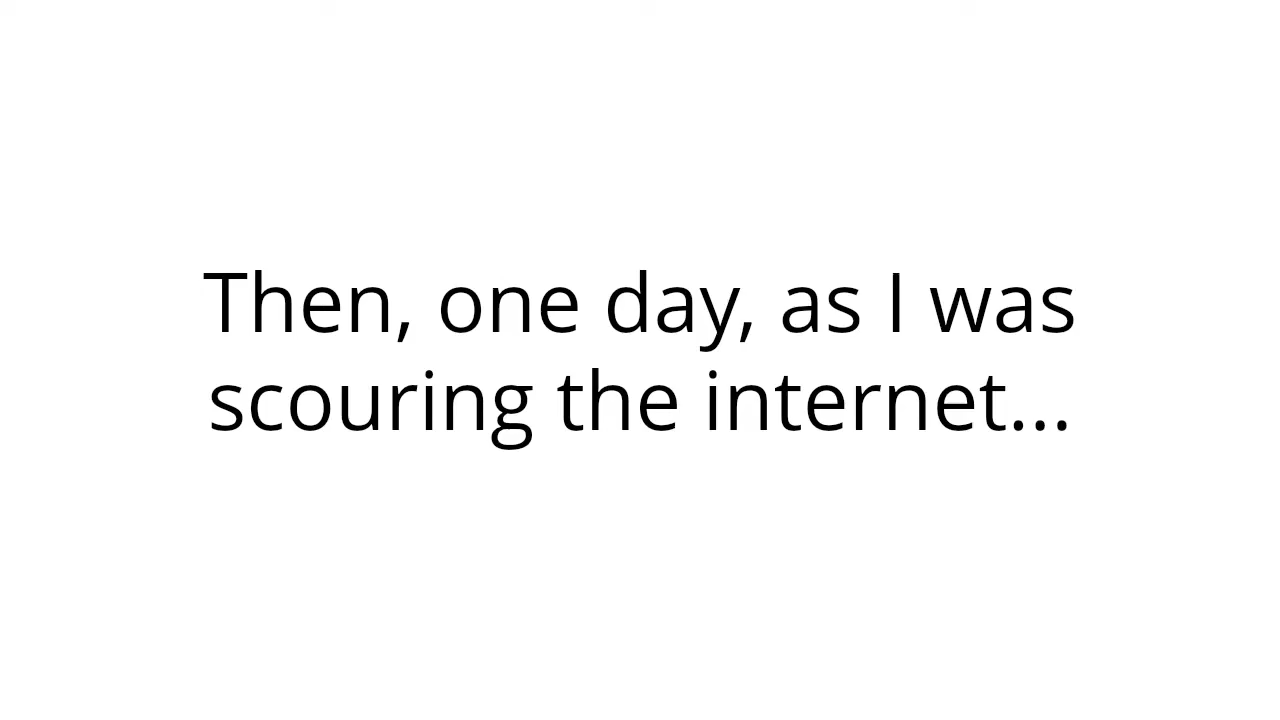 Then, one day, as I was
scouring the internet...